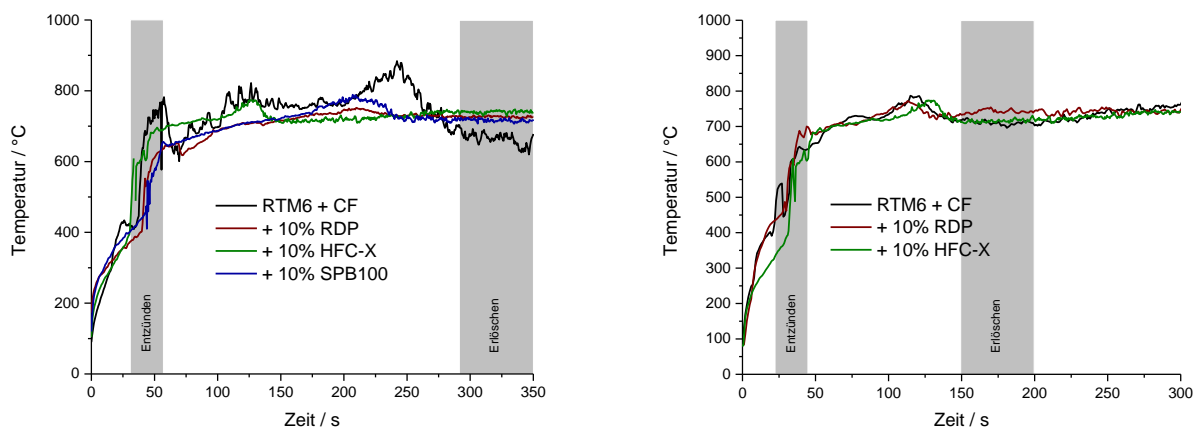 1000
800
600
400
200
0
Temperatur / °C
RTM6 + CF
+ 10% RDP
+ 10% HFC-X
+ 10% SPB100
Entzünden
Erlöschen
0 50 100 150 200 250 300 350
Zeit / s
1000
900
800
700
600
500
400
300
200
100
0
Temperatur / °C
RTM6 + CF
+ 10% RDP
+ 10% HFC-X
Entzünden
Erlöschen
0 50 100 150 200 250 300
Zeit / s